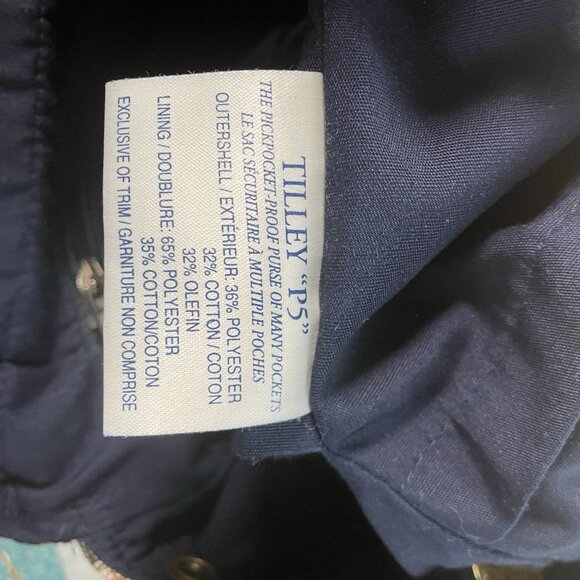 TILLEY "P5"
THE PICKPOCKET-PROOF PURSE OF MANY POCKETS
LE SAC SÉCURITAIRE À MULTIPLE POCHES
OUTERSHELL / EXTÉRIEUR: 36% POLYESTER
32% COTTON / COTON
32% OLEFIN
LINING / DOUBLURE: 65% POLYESTER
35% COTTON/COTON
EXCLUSIVE OF TRIM / GARNITURE NON COMPRISE